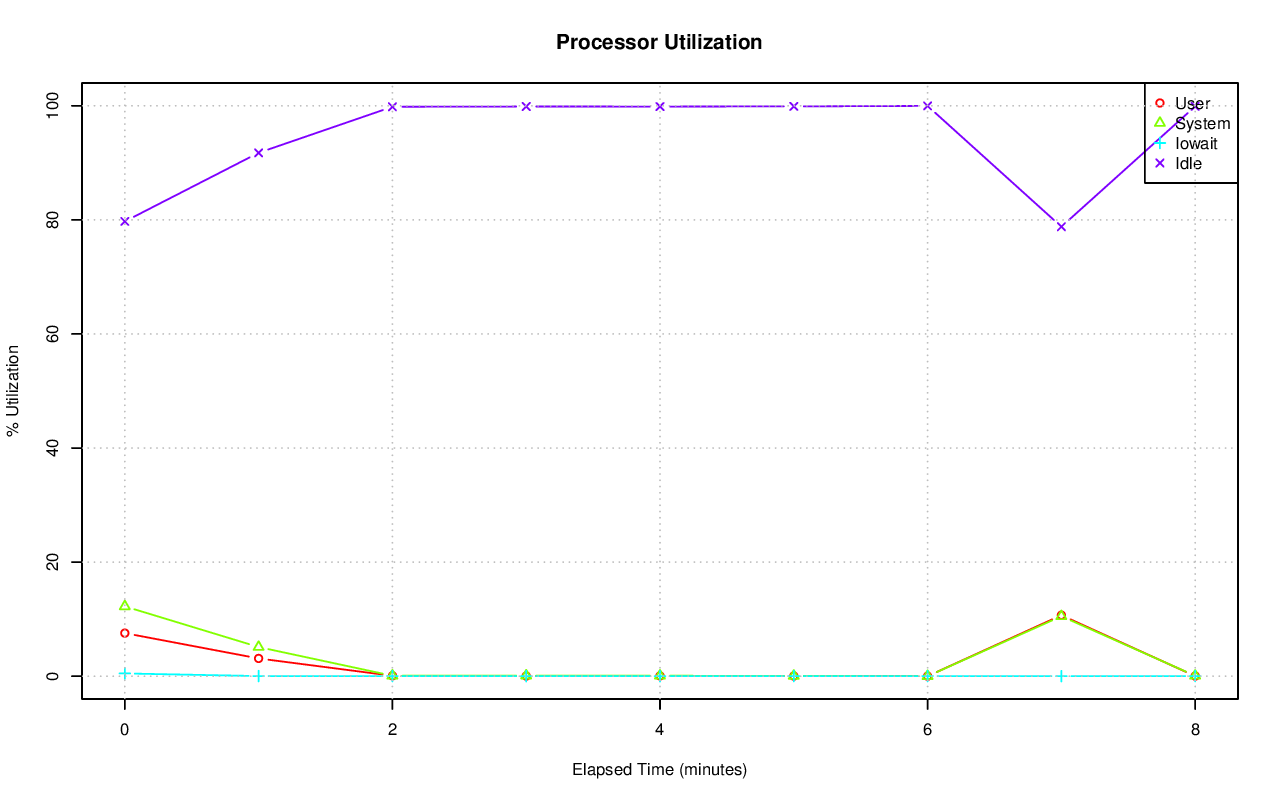 Processor Utilization
% Utilization
100
80
60
40
20
0
User
System
Iowait
Idle
0 2 4 6 8
Elapsed Time (minutes)